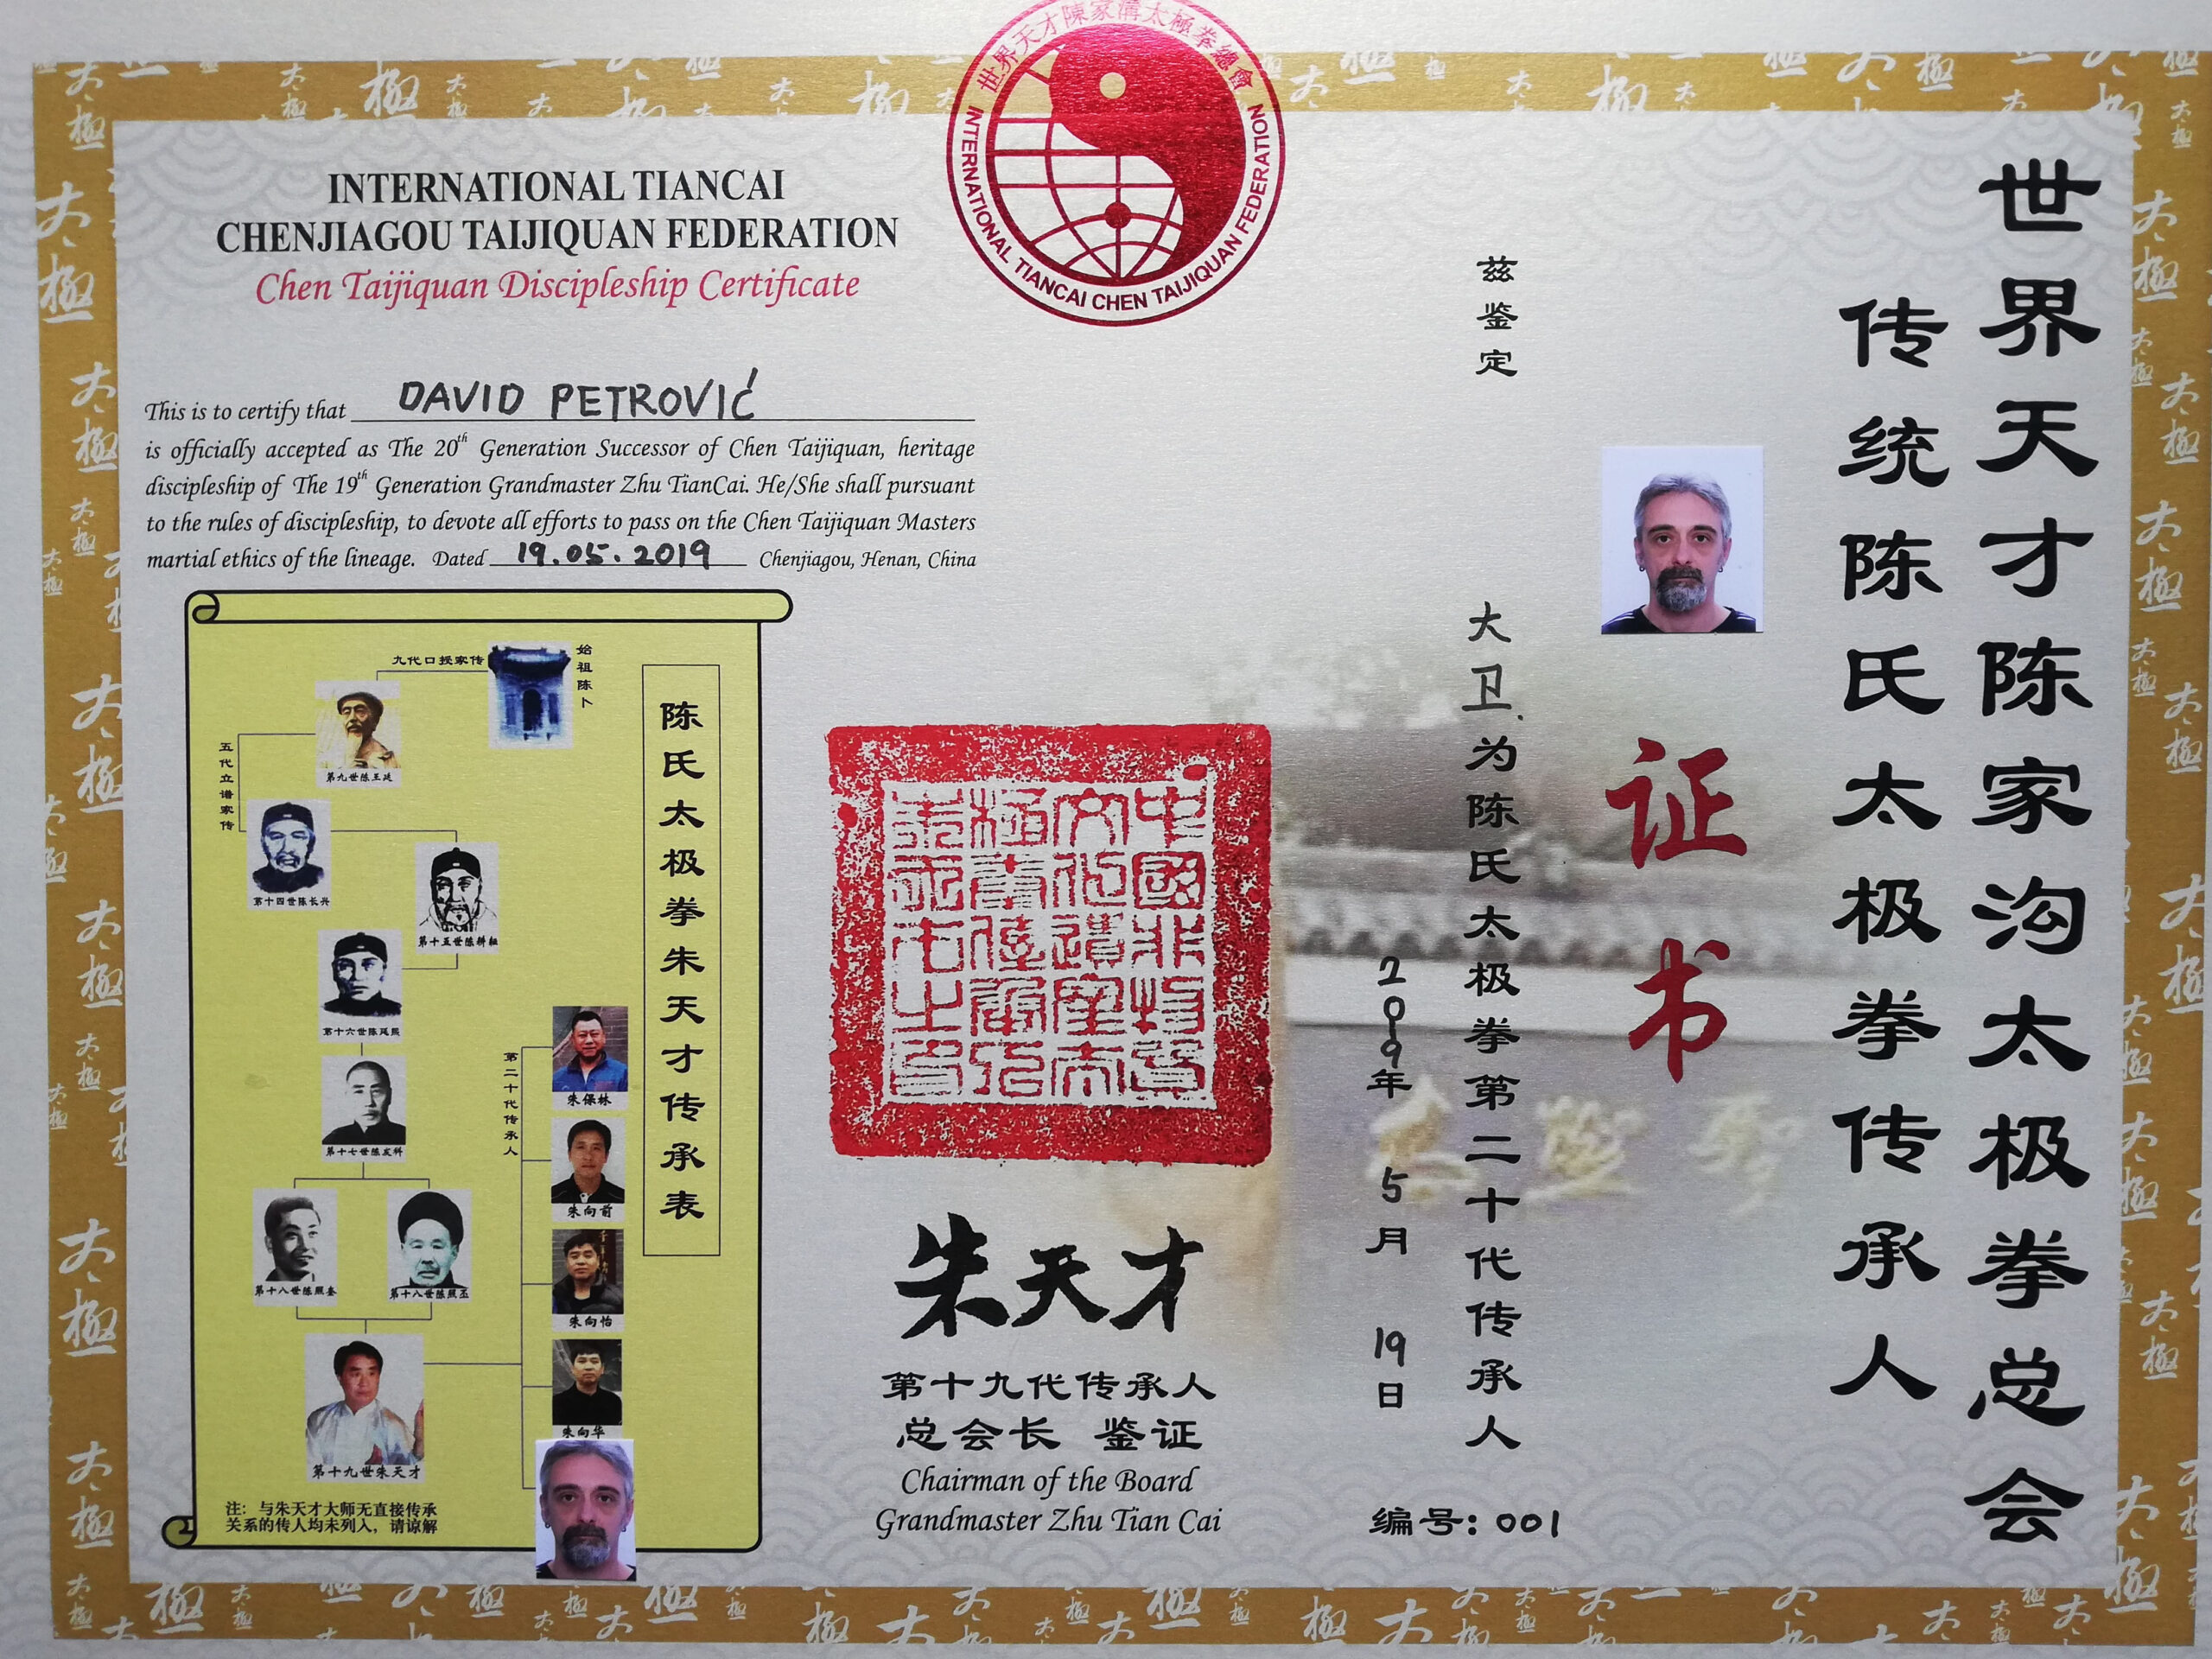 世界天才陳家溝太極拳總會
INTERNATIONAL TIANCAI CHEN TAIJIQUAN FEDERATION
INTERNATIONAL TIANCAI
CHENJIAGOU TAIJIQUAN FEDERATION
Chen Taijiquan Discipleship Certificate
This is to certify that DAVID PETROVIĆ
is officially accepted as The 20th Generation Successor of Chen Taijiquan, heritage
discipleship of The 19th Generation Grandmaster Zhu TianCai. He/She shall pursuant
to the rules of discipleship, to devote all efforts to pass on the Chen Taijiquan Masters
martial ethics of the lineage. Dated 19.05.2019 Chenjiagou, Henan, China
世界天才陈家沟太极拳总会
传统陈氏太极拳传承人
证书
兹鉴定
大卫为陈氏太极拳第二十代传承人
2019年5月19日
编号：001
陈氏太极拳朱天才传承表
始祖陈卜
九代口授家传
第九世陈王廷
五代立谱家传
第十四世陈长兴
第十五世陈耕耘
第十六世陈延熙
第十七世陈发科
第十八世陈照奎
第十八世陈照丕
第十九世朱天才
第二十代传承人
朱保林
朱向前
朱向怡
朱向华
注：与朱天才大师无直接传承
关系的传人均未列入，请谅解
朱天才
第十九代传承人
总会长 鉴证
Chairman of the Board
Grandmaster Zhu Tian Cai